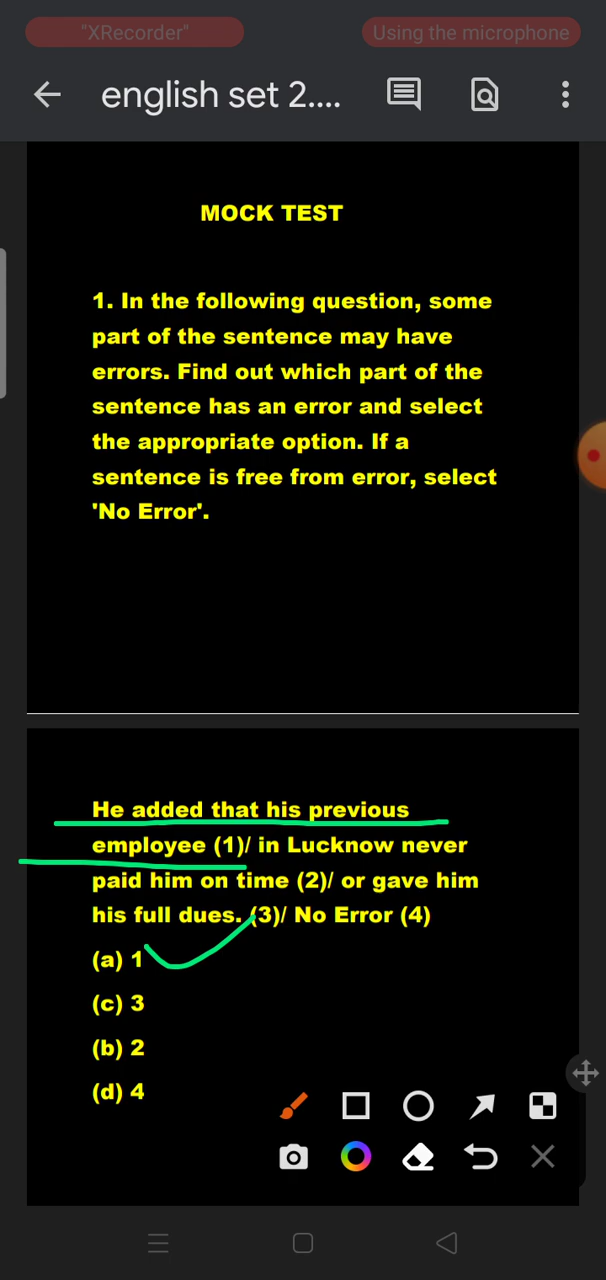 "XRecorder"
Using the microphone
english set 2....
MOCK TEST
1. In the following question, some
part of the sentence may have
errors. Find out which part of the
sentence has an error and select
the appropriate option. If a
sentence is free from error, select
'No Error'.
He added that his previous
employee (1)/ in Lucknow never
paid him on time (2)/ or gave him
his full dues. (3)/ No Error (4)
(a) 1
(c) 3
(b) 2
(d) 4